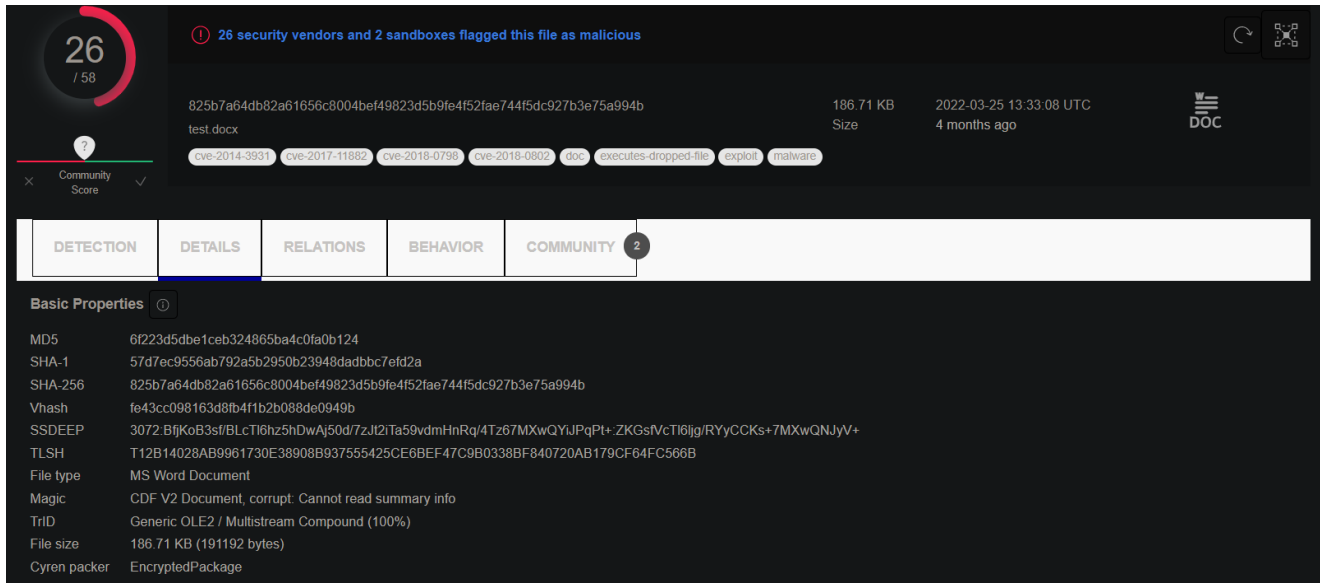 26
/ 58
26 security vendors and 2 sandboxes flagged this file as malicious
825b7a64db82a61656c8004bef49823d5b9fe4f52fae744f5dc927b3e75a994b
test.docx
186.71 KB
Size
2022-03-25 13:33:08 UTC
4 months ago
DOC
cve-2014-3931 cve-2017-11882 cve-2018-0798 cve-2018-0802 doc executes-dropped-file exploit malware
?
Community
Score
DETECTION DETAILS RELATIONS BEHAVIOR COMMUNITY 2
Basic Properties
MD5 6f223d5dbe1ceb324865ba4c0fa0b124
SHA-1 57d7ec9556ab792a5b2950b23948dadbbc7efd2a
SHA-256 825b7a64db82a61656c8004bef49823d5b9fe4f52fae744f5dc927b3e75a994b
Vhash fe43cc098163d8fb4f1b2b088de0949b
SSDEEP 3072:BfjKoB3sf/BLcTl6hz5hDwAj50d/7zJt2iTa59vdmHnRq/4Tz67MXwQYiJPqPt+:ZKGsfVcTl6ljg/RYyCCKs+7MXwQNJyV+
TLSH T12B14028AB9961730E38908B937555425CE6BEF47C9B0338BF840720AB179CF64FC566B
File type MS Word Document
Magic CDF V2 Document, corrupt: Cannot read summary info
TrID Generic OLE2 / Multistream Compound (100%)
File size 186.71 KB (191192 bytes)
Cyren packer EncryptedPackage